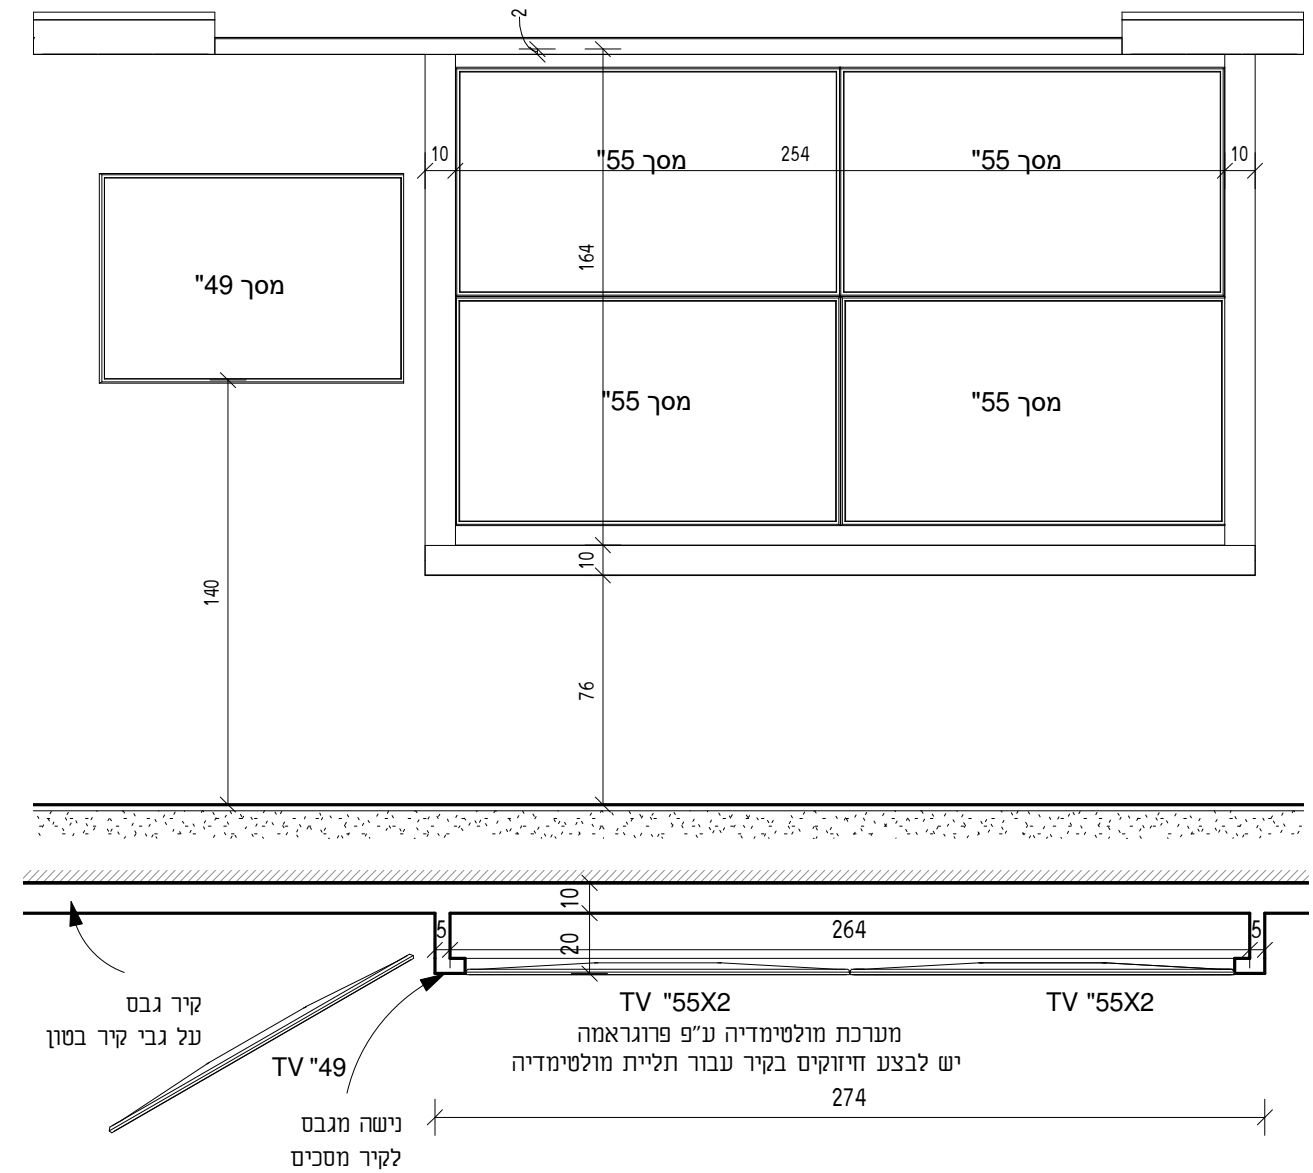 2
10
254
10
מסך 55"
מסך 55"
164
מסך 49"
מסך 55"
מסך 55"
10
140
76
10
5
264
5
20
TV "55X2
TV "55X2
קיר גבס
על גבי קיר בטון
מערכת מולטימדיה ע"פ פרוגראמה
יש לבצע חיזוקים בקיר עבור תליית מולטימדיה
TV "49
274
נישה מגבס
לקיר מסכים